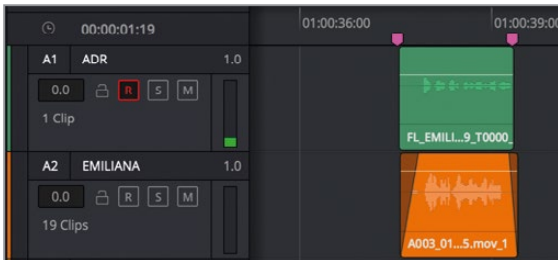 00:00:01:19
01:00:36:00
01:00:39:00
A1 ADR 1.0
0.0 R S M
1 Clip
FL_EMILI...9_T0000_
A2 EMILIANA 1.0
0.0 R S M
19 Clips
A003_01...5.mov_1